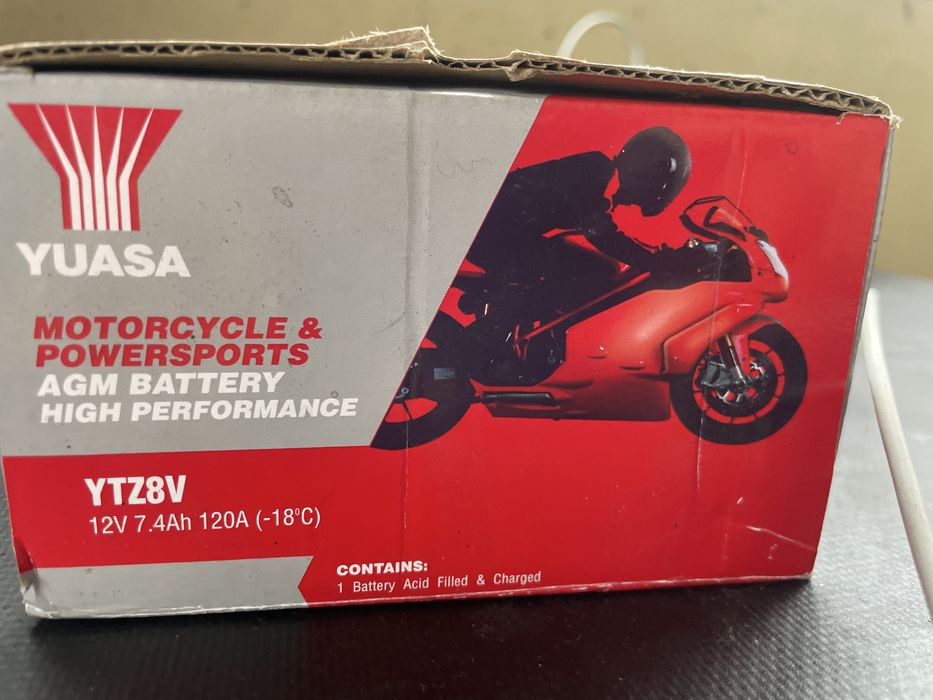 YUASA
MOTORCYCLE &
POWERSPORTS
AGM BATTERY
HIGH PERFORMANCE
YTZ8V
12V 7.4Ah 120A (-18°C)
CONTAINS:
1 Battery Acid Filled & Charged